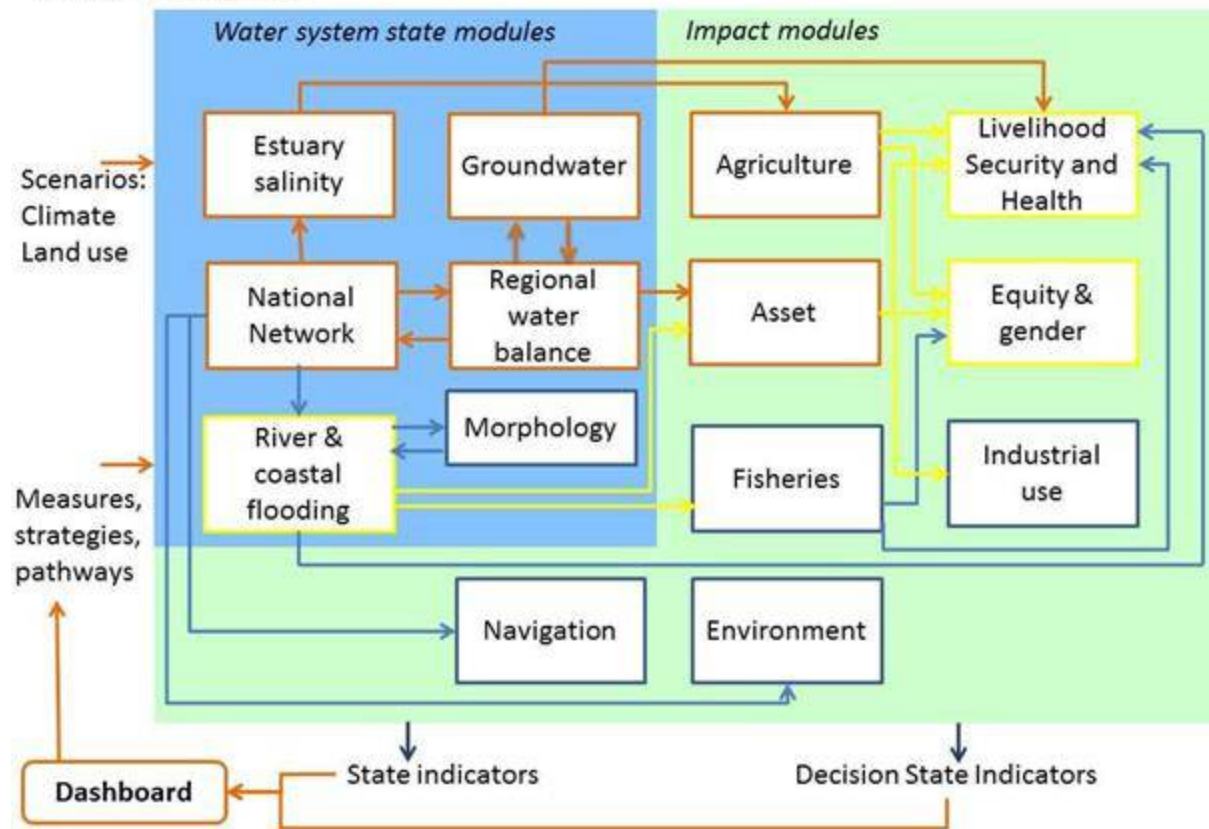 Water system state modules
Impact modules
Estuary
salinity
Groundwater
Agriculture
Livelihood
Security and
Health
Scenarios:
Climate
Land use
National
Network
Regional
water
balance
Asset
Equity &
gender
River &
coastal
flooding
Morphology
Fisheries
Industrial
use
Measures,
strategies,
pathways
Navigation
Environment
State indicators
Decision State Indicators
Dashboard